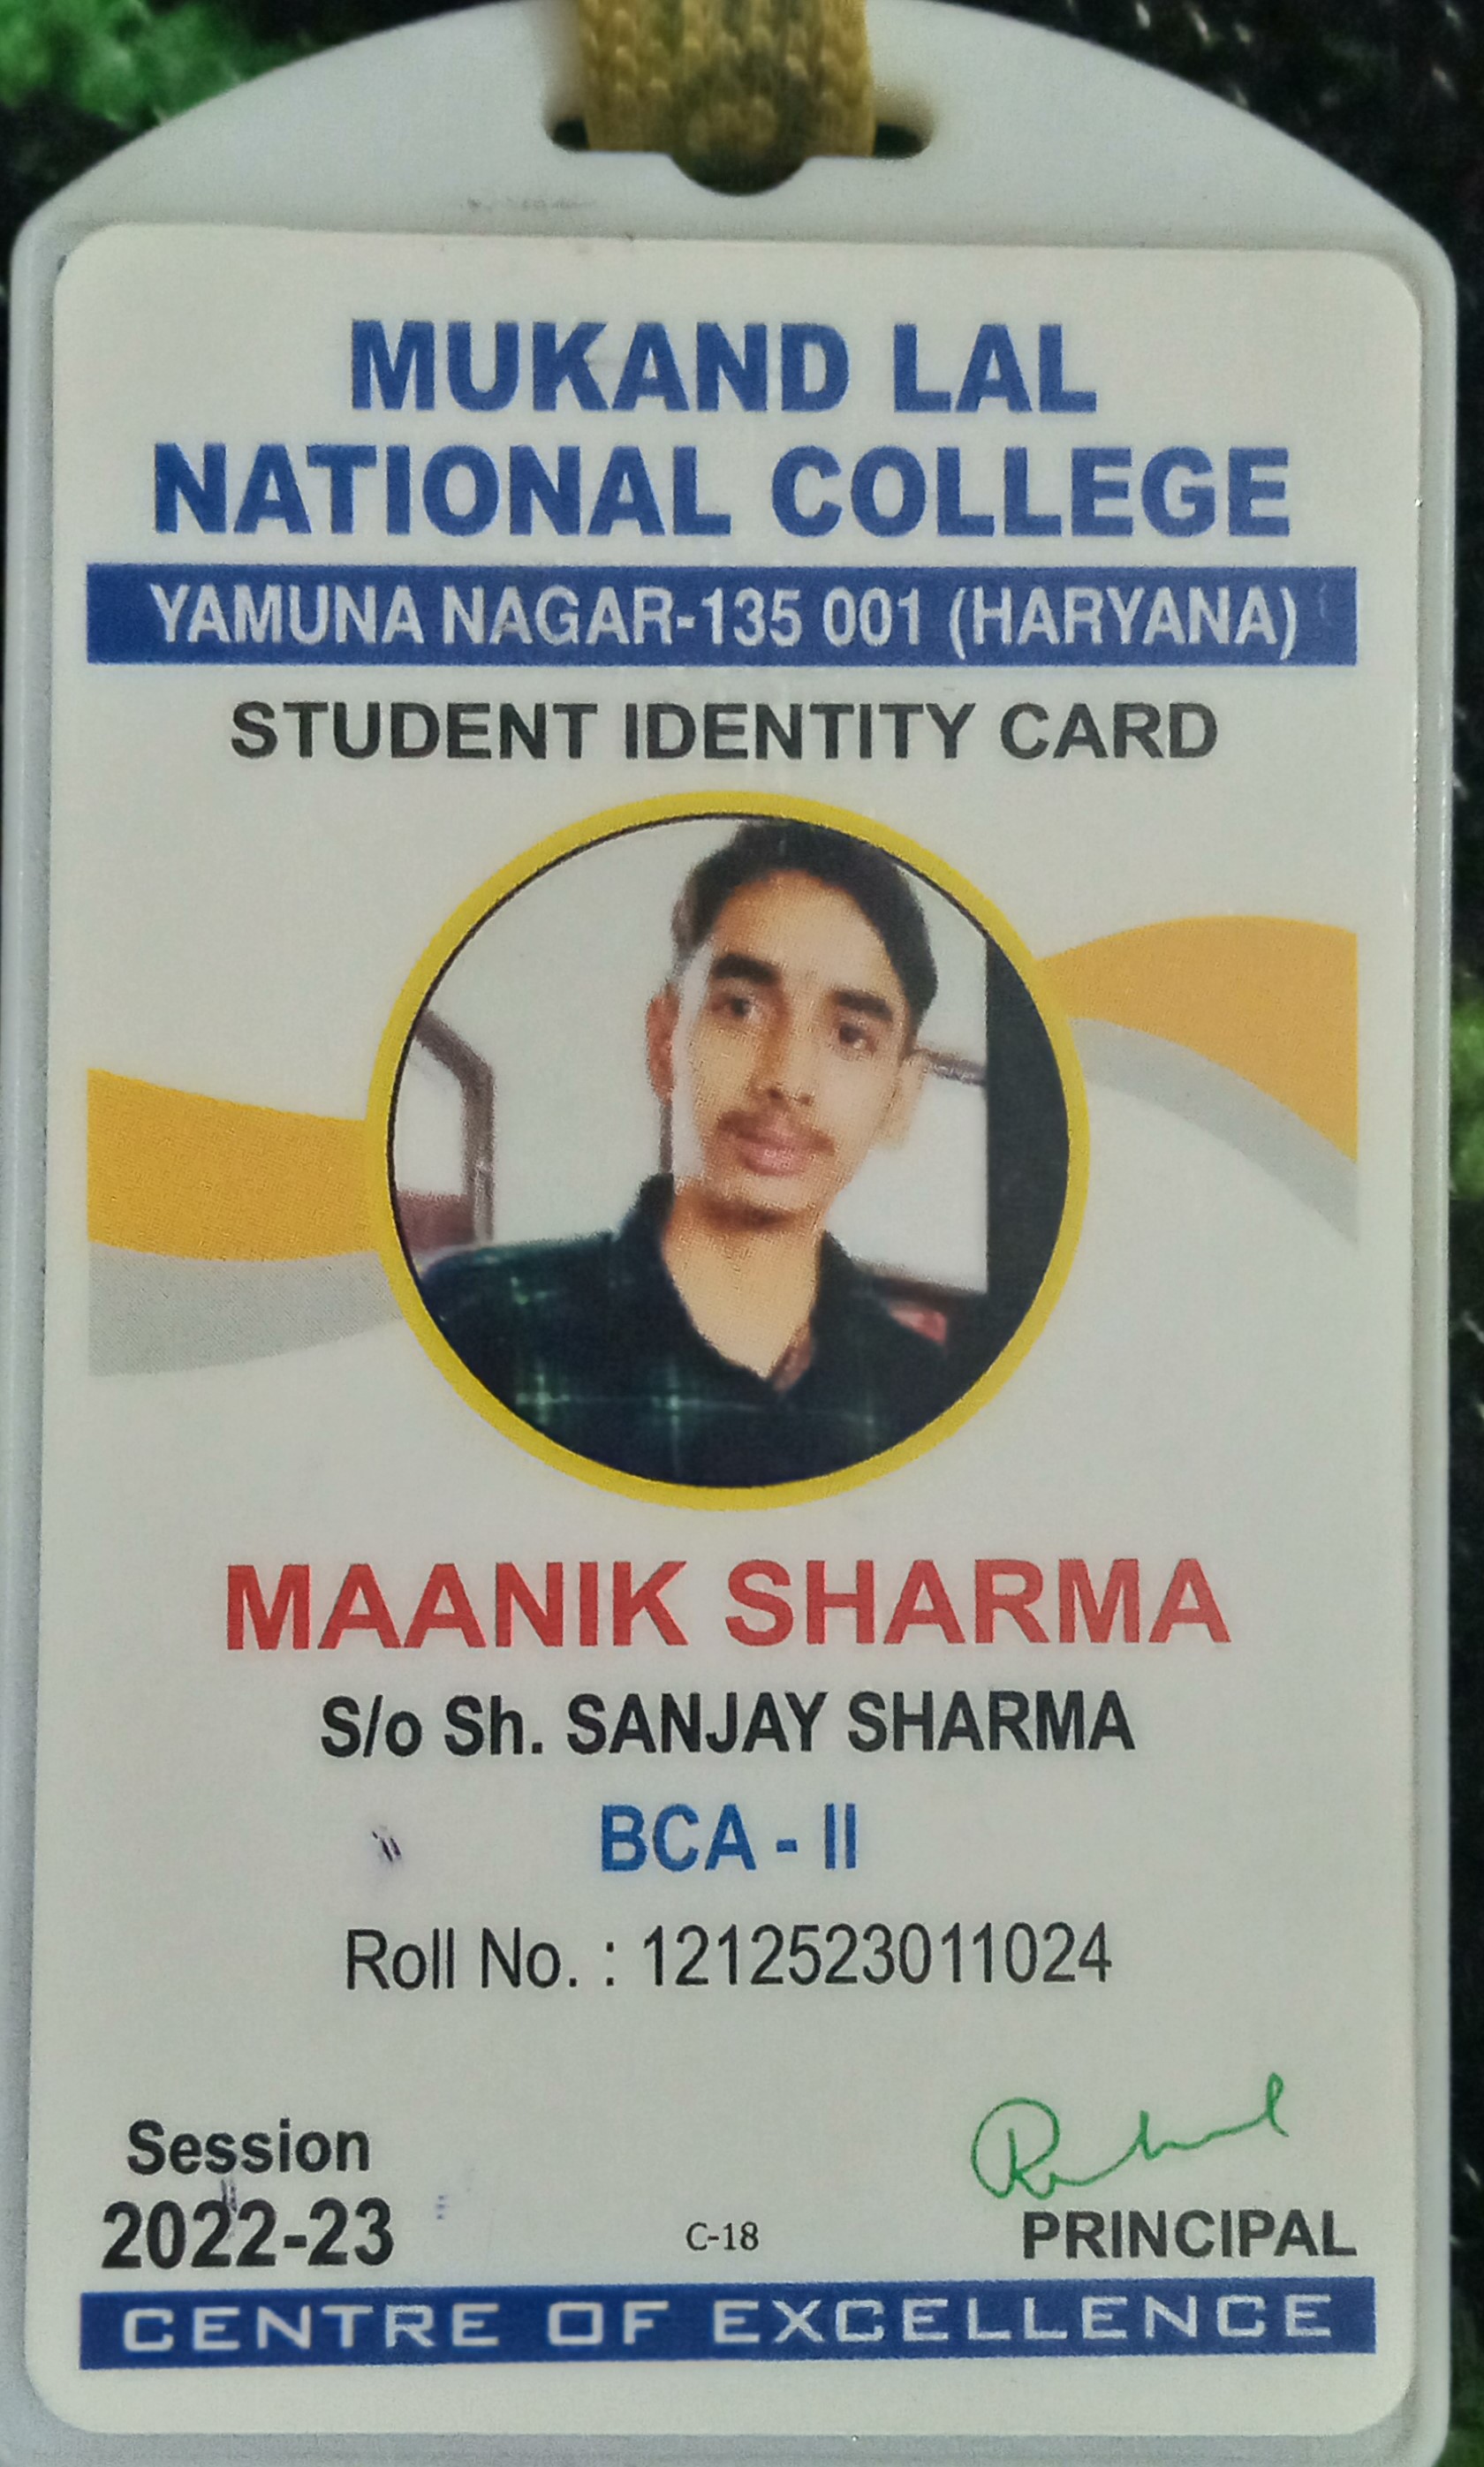 MUKAND LAL
NATIONAL COLLEGE
YAMUNA NAGAR-135 001 (HARYANA)
STUDENT IDENTITY CARD
MAANIK SHARMA
S/o Sh. SANJAY SHARMA
BCA - II
Roll No. : 1212523011024
Session
2022-23
C-18
PRINCIPAL
CENTRE OF EXCELLENCE